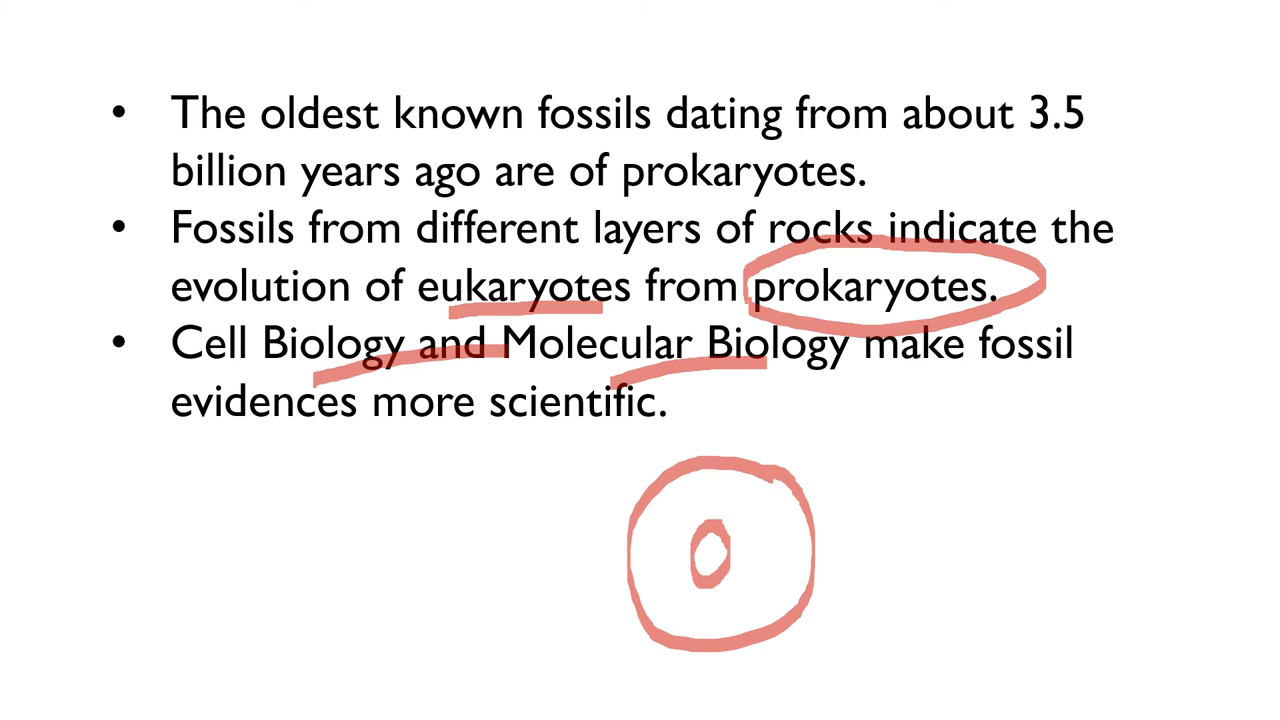 • The oldest known fossils dating from about 3.5
billion years ago are of prokaryotes.
• Fossils from different layers of rocks indicate the
evolution of eukaryotes from prokaryotes.
• Cell Biology and Molecular Biology make fossil
evidences more scientific.